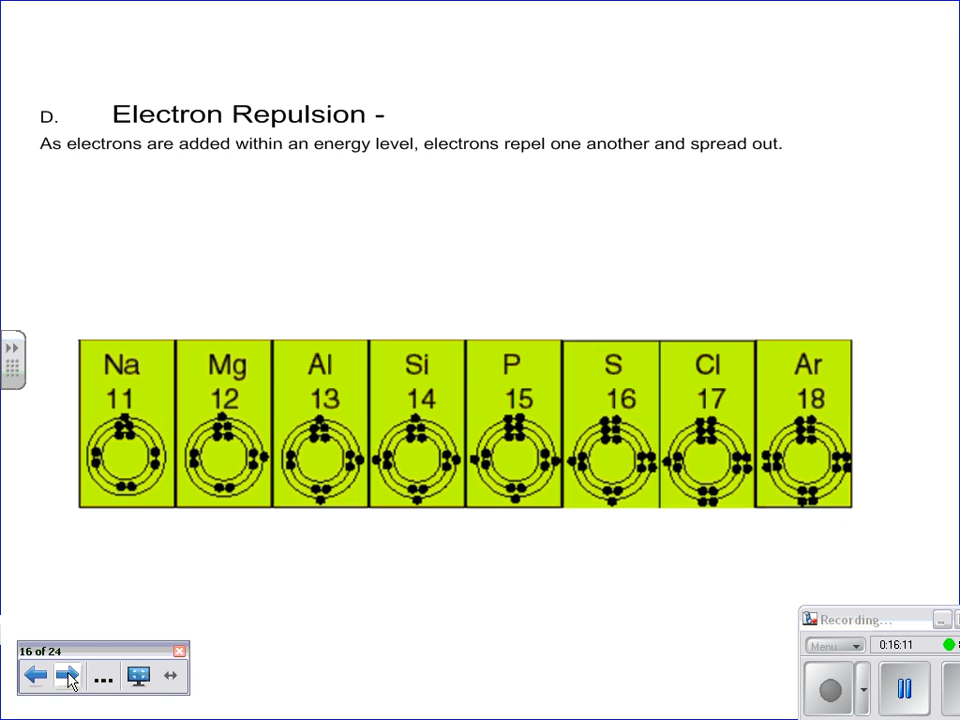 D. Electron Repulsion -
As electrons are added within an energy level, electrons repel one another and spread out.
Na Mg Al Si P S Cl Ar
11 12 13 14 15 16 17 18
Recording...
Menu 0:16:11
16 of 24